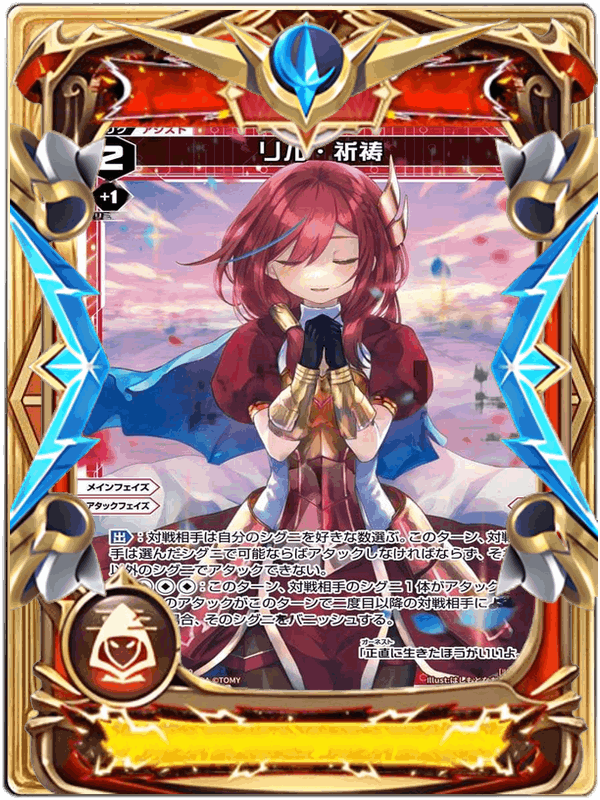 アシスト
2
リル・祈祷
+1
メインフェイズ
アタックフェイズ
出：対戦相手は自分のシグニを好きな数選ぶ。このターン、対戦
手は選んだシグニで可能ならばアタックしなければならず、そ
以外のシグニでアタックできない。
：このターン、対戦相手のシグニ１体がアタック
のアタックがこのターンで三度目以降の対戦相手に
場合、そのシグニをバニッシュする。
オーネスト
「正直に生きたほうがいいよ
©TOMY
Illust:はしもとな